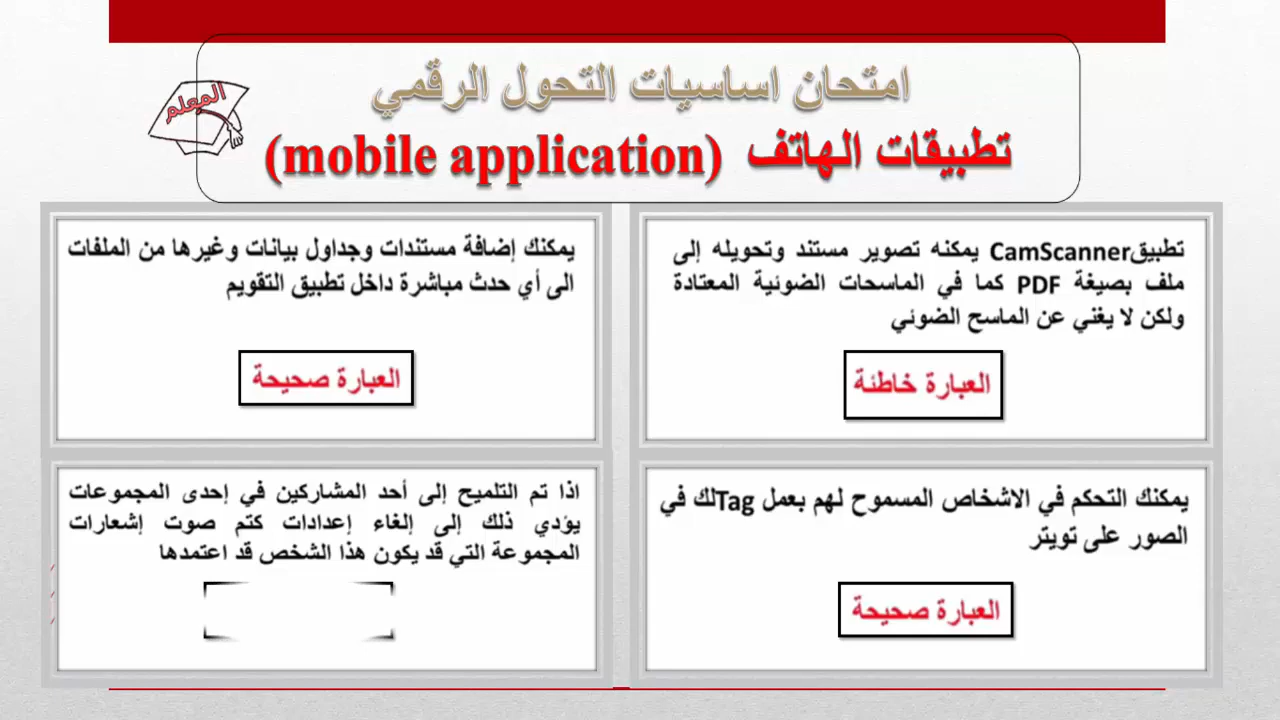 المعلم
امتحان اساسيات التحول الرقمي
تطبيقات الهاتف (mobile application)
تطبيقCamScanner يمكنه تصوير مستند وتحويله إلى
ملف بصيغة PDF كما في الماسحات الضوئية المعتادة
ولكن لا يغني عن الماسح الضوئي
العبارة خاطئة
يمكنك إضافة مستندات وجداول بيانات وغيرها من الملفات
الى أي حدث مباشرة داخل تطبيق التقويم
العبارة صحيحة
يمكنك التحكم في الاشخاص المسموح لهم بعمل Tagلك في
الصور على تويتر
العبارة صحيحة
اذا تم التلميح إلى أحد المشاركين في إحدى المجموعات
يؤدي ذلك إلى إلغاء إعدادات كتم صوت إشعارات
المجموعة التي قد يكون هذا الشخص قد اعتمدها